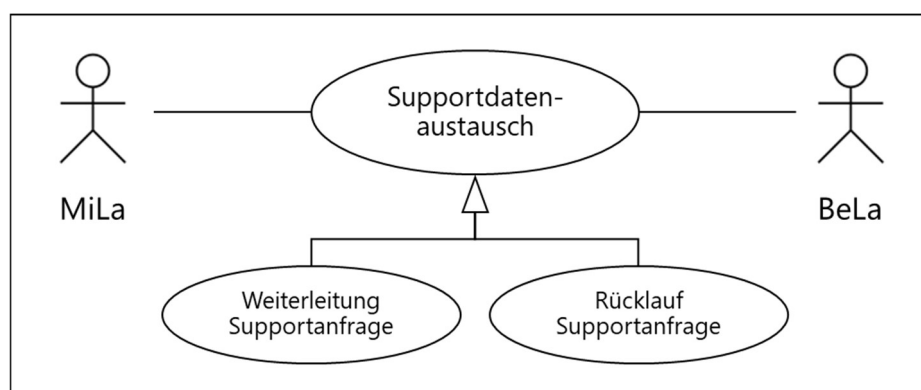 Supportdaten-
austausch
MiLa
BeLa
Weiterleitung
Supportanfrage
Rücklauf
Supportanfrage